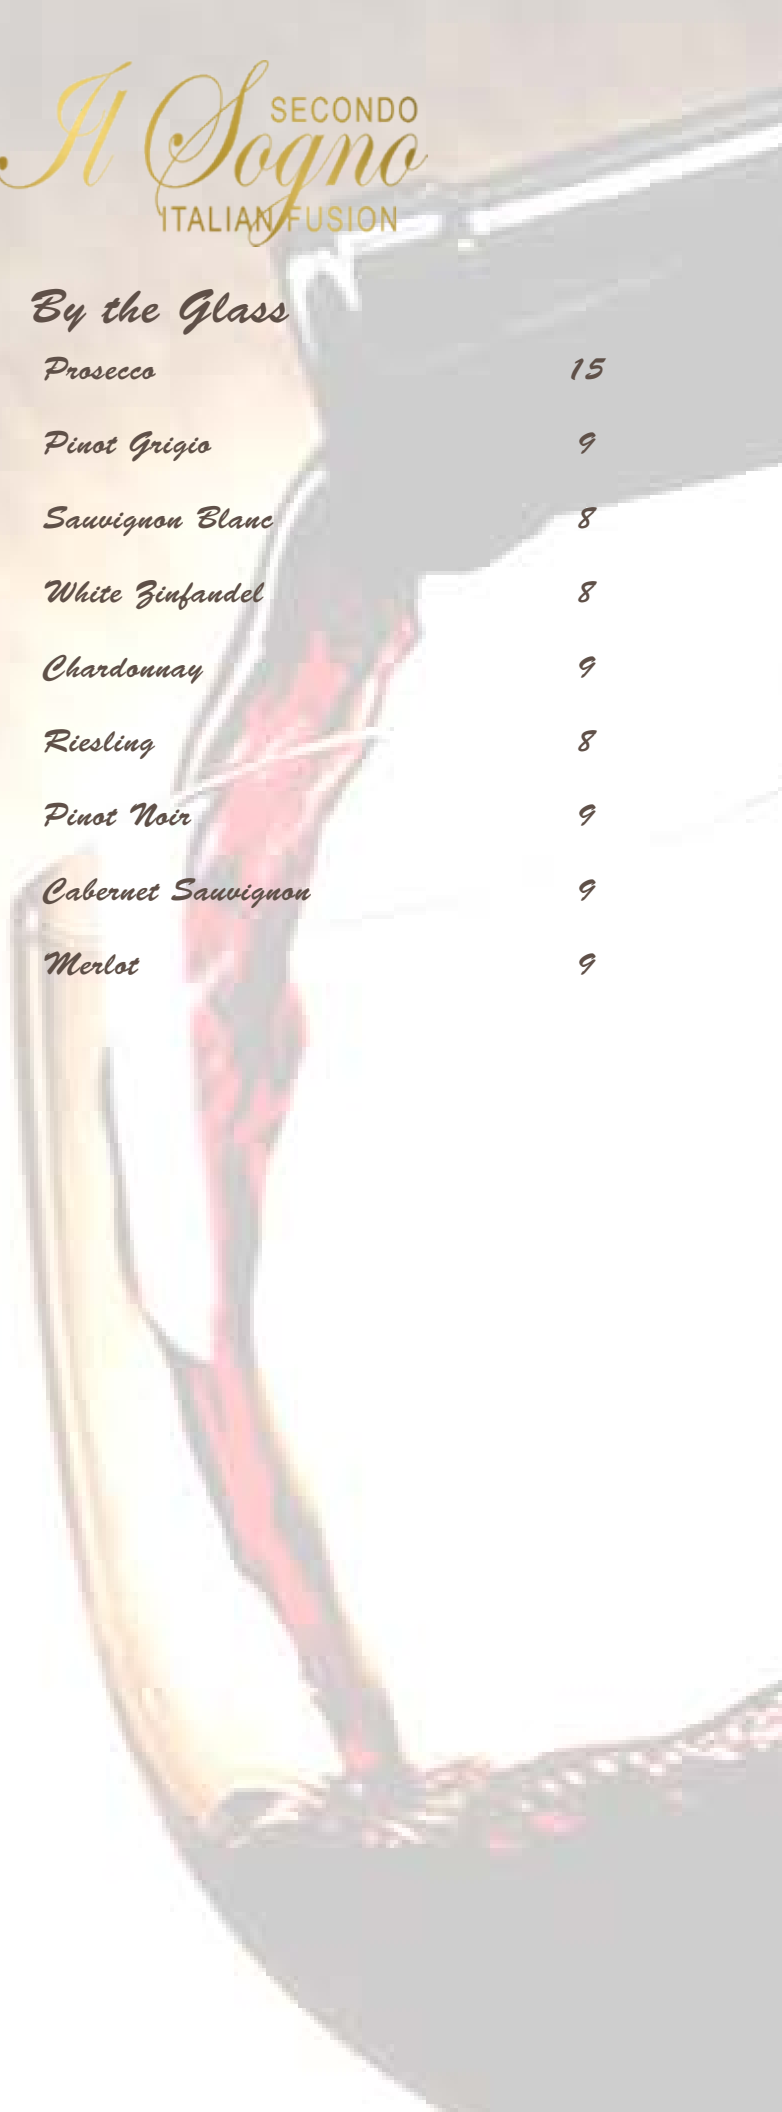 Il Sogno
SECONDO
ITALIAN FUSION
By the Glass
Prosecco 15
Pinot Grigio 9
Sauvignon Blanc 8
White Zinfandel 8
Chardonnay 9
Riesling 8
Pinot Noir 9
Cabernet Sauvignon 9
Merlot 9